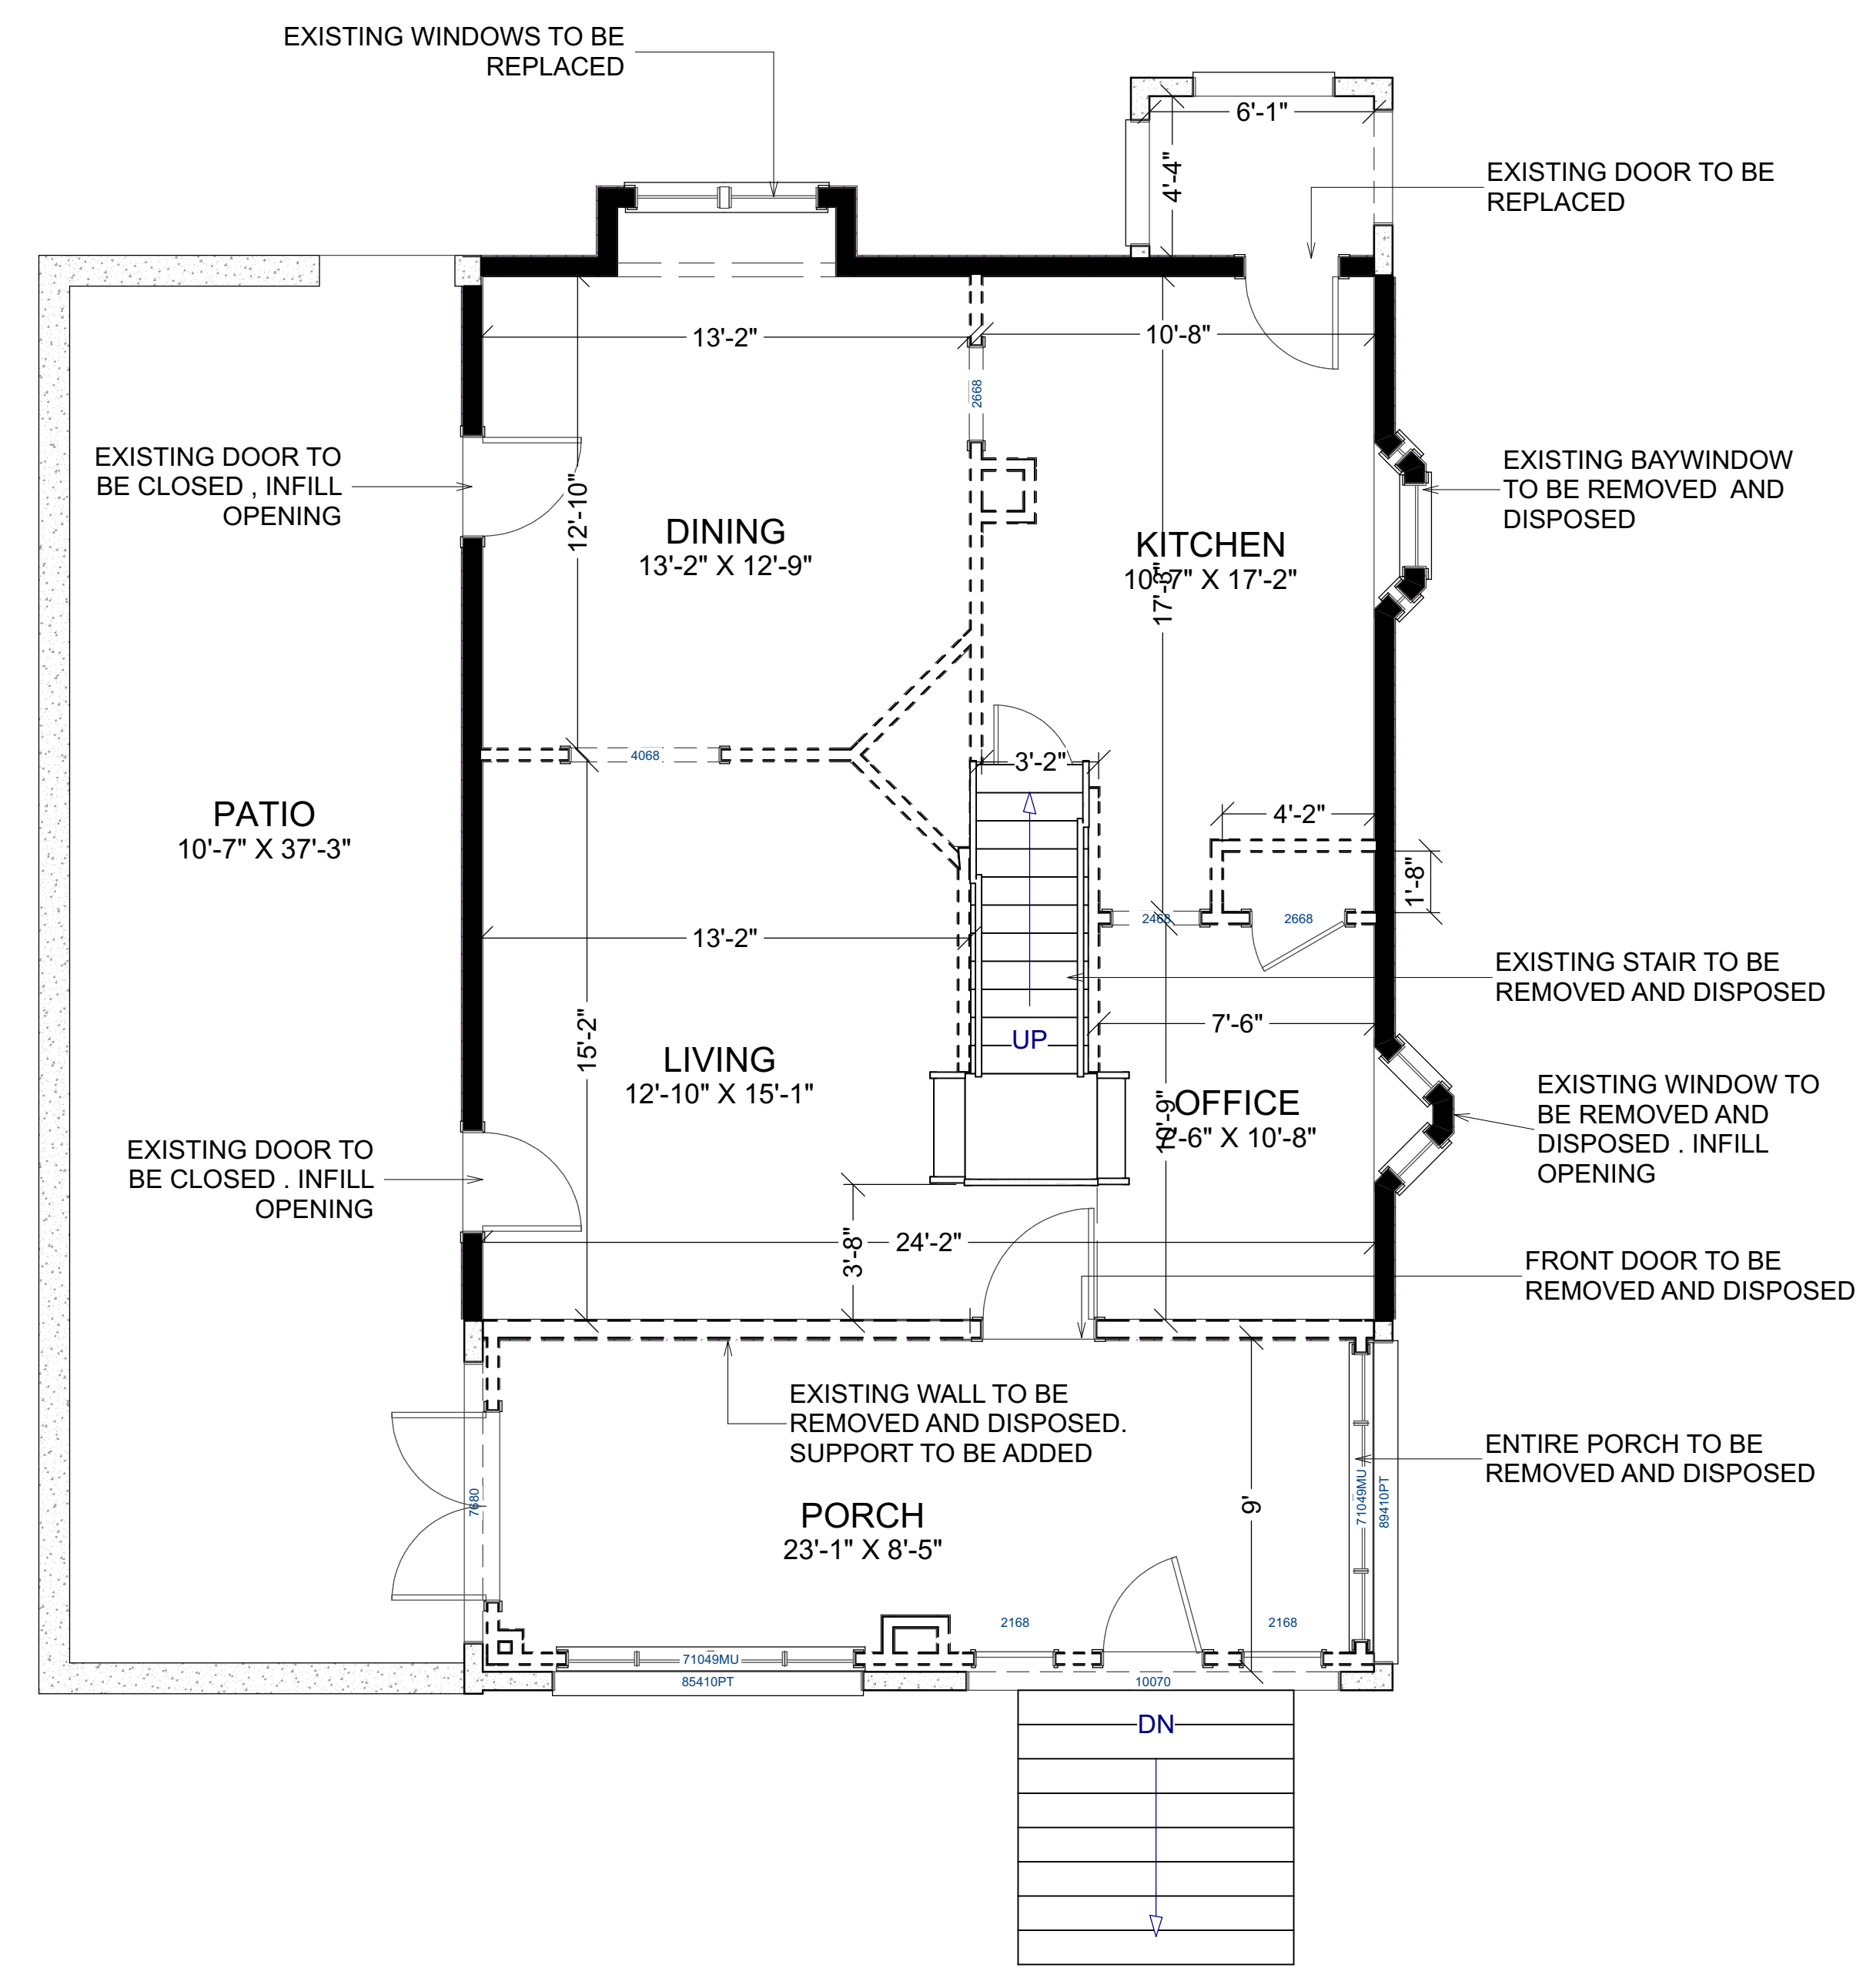 EXISTING WINDOWS TO BE
REPLACED
6'-1"
4'-4"
EXISTING DOOR TO BE
REPLACED
13'-2"
10'-8"
2668
EXISTING DOOR TO
BE CLOSED , INFILL
OPENING
12'-10"
DINING
13'-2" X 12'-9"
KITCHEN
10'-7" X 17'-2"
17'-3"
EXISTING BAYWINDOW
TO BE REMOVED AND
DISPOSED
4068
3'-2"
PATIO
10'-7" X 37'-3"
4'-2"
1'-8"
2468
2668
13'-2"
EXISTING STAIR TO BE
REMOVED AND DISPOSED
15'-2"
UP
7'-6"
LIVING
12'-10" X 15'-1"
OFFICE
7'-6" X 10'-8"
10'-9"
EXISTING WINDOW TO
BE REMOVED AND
DISPOSED . INFILL
OPENING
EXISTING DOOR TO
BE CLOSED . INFILL
OPENING
3'-8"
24'-2"
FRONT DOOR TO BE
REMOVED AND DISPOSED
EXISTING WALL TO BE
REMOVED AND DISPOSED.
SUPPORT TO BE ADDED
ENTIRE PORCH TO BE
REMOVED AND DISPOSED
7680
PORCH
23'-1" X 8'-5"
9'
71049MU
89410PT
2168
2168
71049MU
85410PT
10070
DN